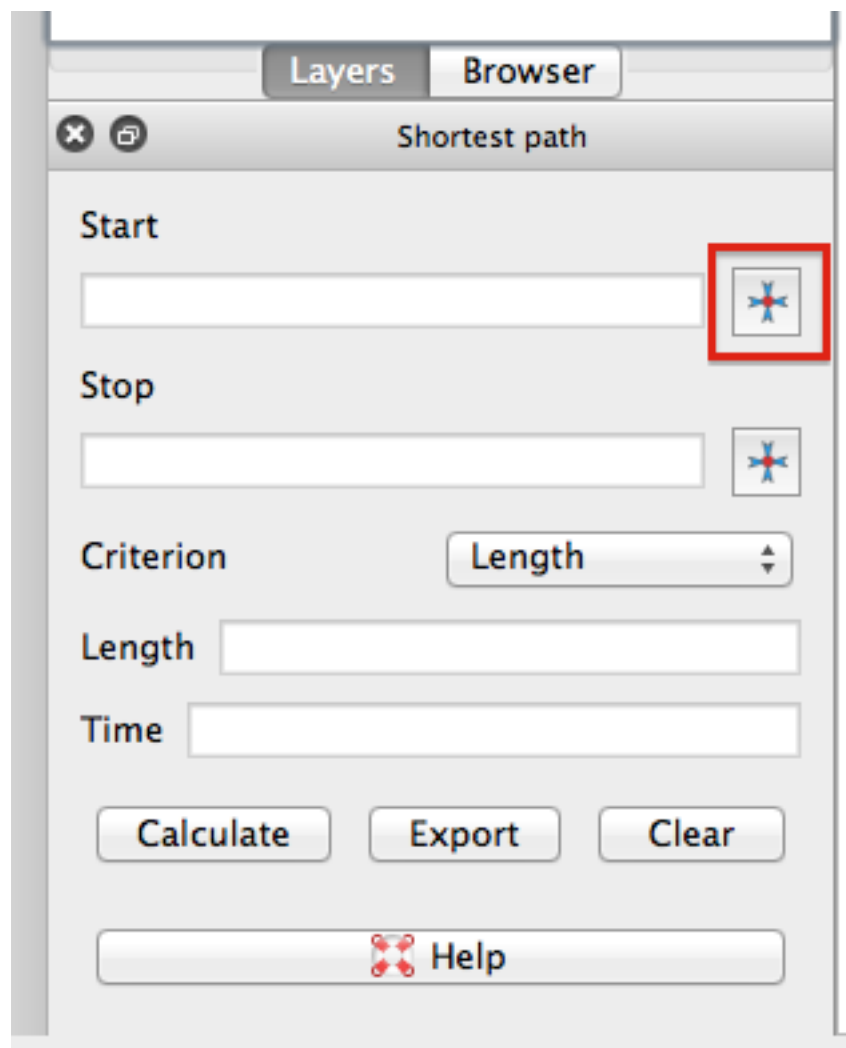 Layers Browser
Shortest path
Start
Stop
Criterion Length
Length
Time
Calculate Export Clear
Help